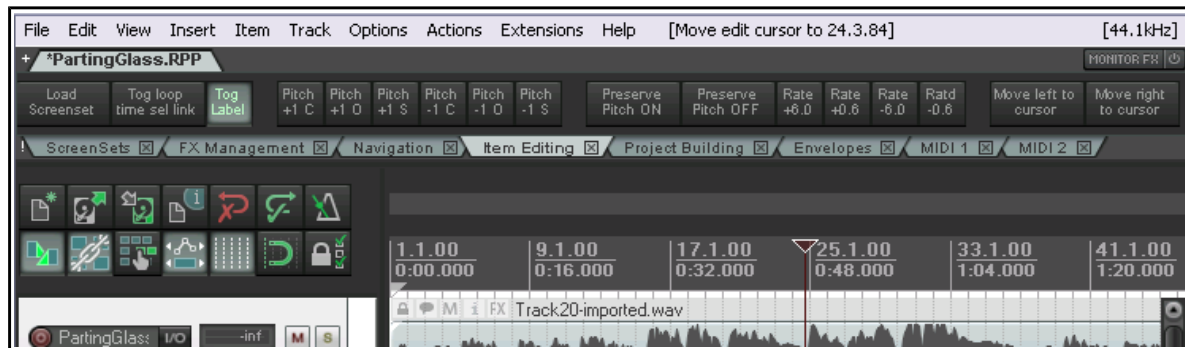 File Edit View Insert Item Track Options Actions Extensions Help [Move edit cursor to 24.3.84] [44.1kHz]
+ *PartingGlass.RPP MONITOR FX
Load Screenset
Tog loop time sel link
Tog Label
Pitch +1 C
Pitch +1 O
Pitch +1 S
Pitch -1 C
Pitch -1 O
Pitch -1 S
Preserve Pitch ON
Preserve Pitch OFF
Rate +6.0
Rate +0.6
Rate -6.0
Ratd -0.6
Move left to cursor
Move right to cursor
! ScreenSets FX Management Navigation Item Editing Project Building Envelopes MIDI 1 MIDI 2
1.1.00 9.1.00 17.1.00 25.1.00 33.1.00 41.1.00
0:00.000 0:16.000 0:32.000 0:48.000 1:04.000 1:20.000
M i FX Track20-imported.wav
PartingGlass I/O -inf M S